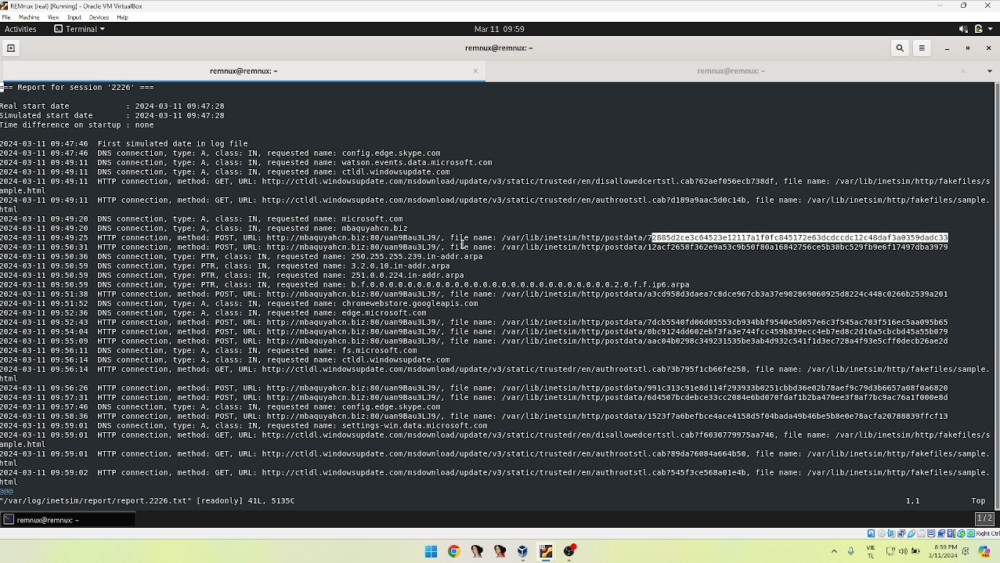 REMnux (real) [Running] - Oracle VM VirtualBox
File Machine View Input Devices Help
Activities Terminal Mar 11 09:59
remnux@remnux: ~
remnux@remnux: ~ remnux@remnux: ~
=== Report for session '2226' ===
Real start date : 2024-03-11 09:47:28
Simulated start date : 2024-03-11 09:47:28
Time difference on startup : none
2024-03-11 09:47:46 First simulated date in log file
2024-03-11 09:47:46 DNS connection, type: A, class: IN, requested name: config.edge.skype.com
2024-03-11 09:49:11 DNS connection, type: A, class: IN, requested name: watson.events.data.microsoft.com
2024-03-11 09:49:11 DNS connection, type: A, class: IN, requested name: ctldl.windowsupdate.com
2024-03-11 09:49:11 HTTP connection, method: GET, URL: http://ctldl.windowsupdate.com/msdownload/update/v3/static/trustedr/en/disallowedcertstl.cab?62aef056ecb738df, file name: /var/lib/inetsim/http/fakefiles/s
ample.html
2024-03-11 09:49:11 HTTP connection, method: GET, URL: http://ctldl.windowsupdate.com/msdownload/update/v3/static/trustedr/en/authrootstl.cab?d189a9aac5d0c14b, file name: /var/lib/inetsim/http/fakefiles/sample.
html
2024-03-11 09:49:20 DNS connection, type: A, class: IN, requested name: microsoft.com
2024-03-11 09:49:20 DNS connection, type: A, class: IN, requested name: mbaquyahcn.biz
2024-03-11 09:49:25 HTTP connection, method: POST, URL: http://mbaquyahcn.biz:80/uan9Bau3LJ9/, file name: /var/lib/inetsim/http/postdata/72885d2ce3c64523e12117a1f0fc845172e63dcdccdc12c48daf3a0359dadc33
2024-03-11 09:50:31 HTTP connection, method: POST, URL: http://mbaquyahcn.biz:80/uan9Bau3LJ9/, file name: /var/lib/inetsim/http/postdata/12acf2658f362e9a53c9b50f80a16842756ce5b38bc529fb9e6f17497dba3979
2024-03-11 09:50:36 DNS connection, type: PTR, class: IN, requested name: 250.255.255.239.in-addr.arpa
2024-03-11 09:50:59 DNS connection, type: PTR, class: IN, requested name: 3.2.0.10.in-addr.arpa
2024-03-11 09:50:59 DNS connection, type: PTR, class: IN, requested name: 251.0.0.224.in-addr.arpa
2024-03-11 09:50:59 DNS connection, type: PTR, class: IN, requested name: b.f.0.0.0.0.0.0.0.0.0.0.0.0.0.0.0.0.0.0.0.0.0.0.0.0.0.0.2.0.f.f.ip6.arpa
2024-03-11 09:51:38 HTTP connection, method: POST, URL: http://mbaquyahcn.biz:80/uan9Bau3LJ9/, file name: /var/lib/inetsim/http/postdata/a3cd958d3daea7c8dce967cb3a37e902869060925d8224c448c0266b2539a201
2024-03-11 09:51:52 DNS connection, type: A, class: IN, requested name: chromewebstore.googleapis.com
2024-03-11 09:52:36 DNS connection, type: A, class: IN, requested name: edge.microsoft.com
2024-03-11 09:52:43 HTTP connection, method: POST, URL: http://mbaquyahcn.biz:80/uan9Bau3LJ9/, file name: /var/lib/inetsim/http/postdata/7dcb5540fd06d05553cb934bbf9540e5d057e6c3f545ac703f516ec5aa095b65
2024-03-11 09:54:04 HTTP connection, method: POST, URL: http://mbaquyahcn.biz:80/uan9Bau3LJ9/, file name: /var/lib/inetsim/http/postdata/0bc9124dd602ebf3fa3e744fcc459b839ecc4eb7ed8c2d16a5cbcbd45a55b079
2024-03-11 09:55:09 HTTP connection, method: POST, URL: http://mbaquyahcn.biz:80/uan9Bau3LJ9/, file name: /var/lib/inetsim/http/postdata/aac04b0298c349231535be3ab4d932c541f1d3ec728a4f93e5cff0decb26ae2d
2024-03-11 09:56:11 DNS connection, type: A, class: IN, requested name: fs.microsoft.com
2024-03-11 09:56:14 DNS connection, type: A, class: IN, requested name: ctldl.windowsupdate.com
2024-03-11 09:56:14 HTTP connection, method: GET, URL: http://ctldl.windowsupdate.com/msdownload/update/v3/static/trustedr/en/authrootstl.cab?3b795f1cb66fe258, file name: /var/lib/inetsim/http/fakefiles/sample.
html
2024-03-11 09:56:26 HTTP connection, method: POST, URL: http://mbaquyahcn.biz:80/uan9Bau3LJ9/, file name: /var/lib/inetsim/http/postdata/991c313c91e8d114f293933b0251cbbd36e02b78aef9c79d3b6657a08f0a6820
2024-03-11 09:57:31 HTTP connection, method: POST, URL: http://mbaquyahcn.biz:80/uan9Bau3LJ9/, file name: /var/lib/inetsim/http/postdata/6d4507bcdebce33cc2084e6bd070fdaf1b2ba470ee3f8af7bc9ac76a1f000e8d
2024-03-11 09:57:46 DNS connection, type: A, class: IN, requested name: config.edge.skype.com
2024-03-11 09:58:36 HTTP connection, method: POST, URL: http://mbaquyahcn.biz:80/uan9Bau3LJ9/, file name: /var/lib/inetsim/http/postdata/1523f7a6befbce4ace4158d5f04bada49b46be5b8e0e78acfa20788839ffcf13
2024-03-11 09:59:01 DNS connection, type: A, class: IN, requested name: settings-win.data.microsoft.com
2024-03-11 09:59:01 HTTP connection, method: GET, URL: http://ctldl.windowsupdate.com/msdownload/update/v3/static/trustedr/en/disallowedcertstl.cab?f6030779975aa746, file name: /var/lib/inetsim/http/fakefiles/s
ample.html
2024-03-11 09:59:01 HTTP connection, method: GET, URL: http://ctldl.windowsupdate.com/msdownload/update/v3/static/trustedr/en/authrootstl.cab?89da76084a664b50, file name: /var/lib/inetsim/http/fakefiles/sample.
html
2024-03-11 09:59:02 HTTP connection, method: GET, URL: http://ctldl.windowsupdate.com/msdownload/update/v3/static/trustedr/en/authrootstl.cab?545f3ce568a01e4b, file name: /var/lib/inetsim/http/fakefiles/sample.
html
@@@
"/var/log/inetsim/report/report.2226.txt" [readonly] 41L, 5135C 1,1 Top
remnux@remnux: ~ 1 / 2
Right Ctrl
VIE 8:59 PM
TL 3/11/2024